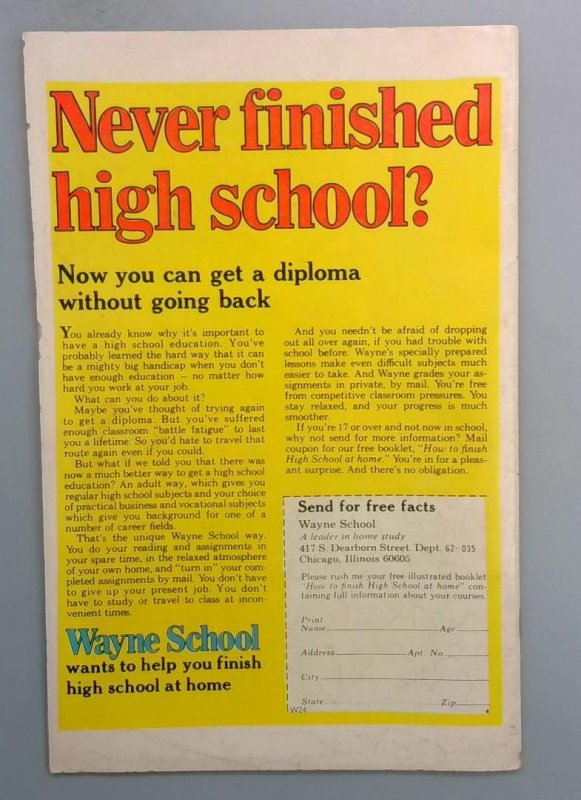 Never finished
high school?
Now you can get a diploma
without going back
You already know why it's important to
have a high school education. You've
probably learned the hard way that it can
be a mighty big handicap when you don't
have enough education — no matter how
hard you work at your job.
What can you do about it?
Maybe you've thought of trying again
to get a diploma. But you've suffered
enough classroom "battle fatigue" to last
you a lifetime. So you'd hate to travel that
route again even if you could.
But what if we told you that there was
now a much better way to get a high school
education? An adult way, which gives you
regular high school subjects and your choice
of practical business and vocational subjects
which give you background for one of a
number of career fields.
That's the unique Wayne School way.
You do your reading and assignments in
your spare time, in the relaxed atmosphere
of your own home, and "turn in" your com-
pleted assignments by mail. You don't have
to give up your present job. You don't
have to study or travel to class at incon-
venient times.
Wayne School
wants to help you finish
high school at home
And you needn't be afraid of dropping
out all over again, if you had trouble with
school before. Wayne's specially prepared
lessons make even difficult subjects much
easier to take. And Wayne grades your as-
signments in private, by mail. You're free
from competitive classroom pressures. You
stay relaxed, and your progress is much
smoother.
If you're 17 or over and not now in school,
why not send for more information? Mail
coupon for our free booklet, "How to finish
High School at home." You're in for a pleas-
ant surprise. And there's no obligation.
Send for free facts
Wayne School
A leader in home study
417 S. Dearborn Street, Dept. 62-035
Chicago, Illinois 60605
Please rush me your free illustrated booklet
"How to finish High School at home" con-
taining full information about your courses.
Print
Name Age
Address Apt. No.
City
State Zip
W24 4